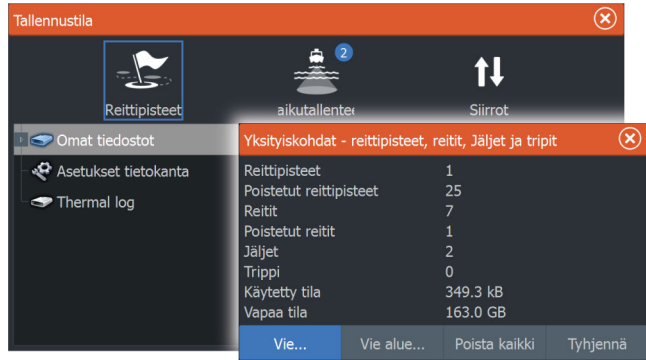 Tallennustila
2
Reittipisteet
aikutallentee
Siirrot
Omat tiedostot
Asetukset tietokanta
Thermal log
Yksityiskohdat - reittipisteet, reitit, Jäljet ja tripit
Reittipisteet 1
Poistetut reittipisteet 25
Reitit 7
Poistetut reitit 1
Jäljet 2
Trippi 0
Käytetty tila 349.3 kB
Vapaa tila 163.0 GB
Vie... Vie alue... Poista kaikki Tyhjennä